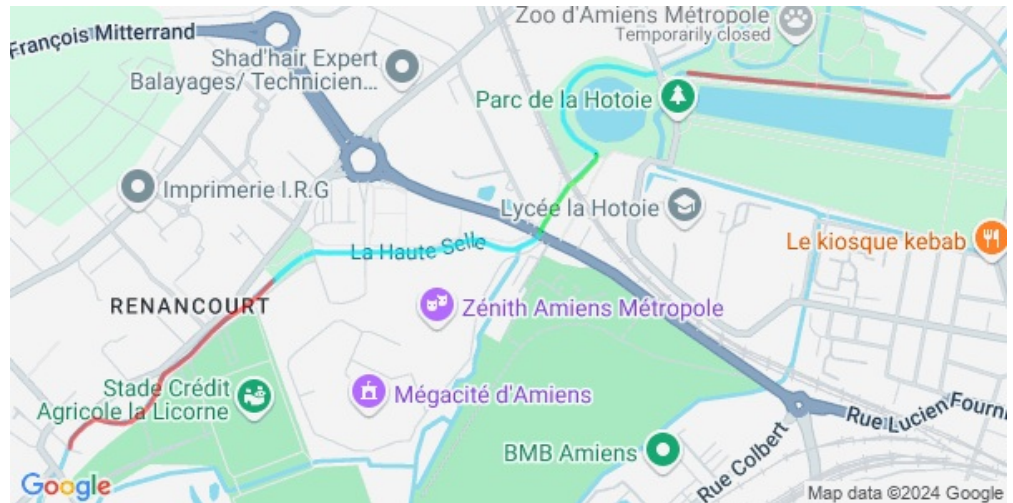 François Mitterrand
Zoo d'Amiens Métropole
Temporarily closed
Shad'hair Expert
Balayages/ Technicien...
Parc de la Hotoie
Imprimerie I.R.G
Lycée la Hotoie
La Haute Selle
Le kiosque kebab
RENANCOURT
Zénith Amiens Métropole
Stade Crédit
Agricole la Licorne
Mégacité d'Amiens
Rue Lucien Fourni
BMB Amiens
Rue Colbert
Google
Map data ©2024 Google